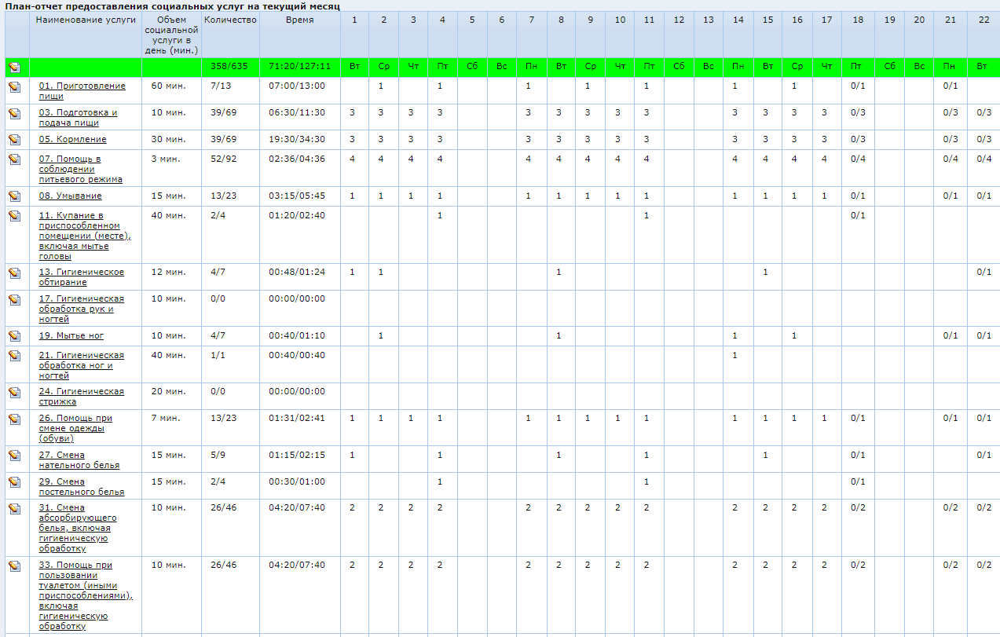 План-отчет предоставления социальных услуг на текущий месяц
Наименование услуги Объем социальной услуги в день (мин.) Количество Время 1 2 3 4 5 6 7 8 9 10 11 12 13 14 15 16 17 18 19 20 21 22
358/635 71:20/127:11 Вт Ср Чт Пт Сб Вс Пн Вт Ср Чт Пт Сб Вс Пн Вт Ср Чт Пт Сб Вс Пн Вт
01. Приготовление пищи 60 мин. 7/13 07:00/13:00 1 1 1 1 1 1 1 0/1 0/1
03. Подготовка и подача пищи 10 мин. 39/69 06:30/11:30 3 3 3 3 3 3 3 3 3 3 3 3 3 0/3 0/3 0/3
05. Кормление 30 мин. 39/69 19:30/34:30 3 3 3 3 3 3 3 3 3 3 3 3 3 0/3 0/3 0/3
07. Помощь в соблюдении питьевого режима 3 мин. 52/92 02:36/04:36 4 4 4 4 4 4 4 4 4 4 4 4 4 0/4 0/4 0/4
08. Умывание 15 мин. 13/23 03:15/05:45 1 1 1 1 1 1 1 1 1 1 1 1 1 0/1 0/1 0/1
11. Купание в приспособленном помещении (месте), включая мытье головы 40 мин. 2/4 01:20/02:40 1 1 0/1
13. Гигиеническое обтирание 12 мин. 4/7 00:48/01:24 1 1 1 1 0/1
17. Гигиеническая обработка рук и ногтей 10 мин. 0/0 00:00/00:00
19. Мытье ног 10 мин. 4/7 00:40/01:10 1 1 1 1 0/1 0/1
21. Гигиеническая обработка ног и ногтей 40 мин. 1/1 00:40/00:40 1
24. Гигиеническая стрижка 20 мин. 0/0 00:00/00:00
26. Помощь при смене одежды (обуви) 7 мин. 13/23 01:31/02:41 1 1 1 1 1 1 1 1 1 1 1 1 1 0/1 0/1 0/1
27. Смена нательного белья 15 мин. 5/9 01:15/02:15 1 1 1 1 1 0/1 0/1
29. Смена постельного белья 15 мин. 2/4 00:30/01:00 1 1 0/1
31. Смена абсорбирующего белья, включая гигиеническую обработку 10 мин. 26/46 04:20/07:40 2 2 2 2 2 2 2 2 2 2 2 2 2 0/2 0/2 0/2
33. Помощь при пользовании туалетом (иными приспособлениями), включая гигиеническую обработку 10 мин. 26/46 04:20/07:40 2 2 2 2 2 2 2 2 2 2 2 2 2 0/2 0/2 0/2